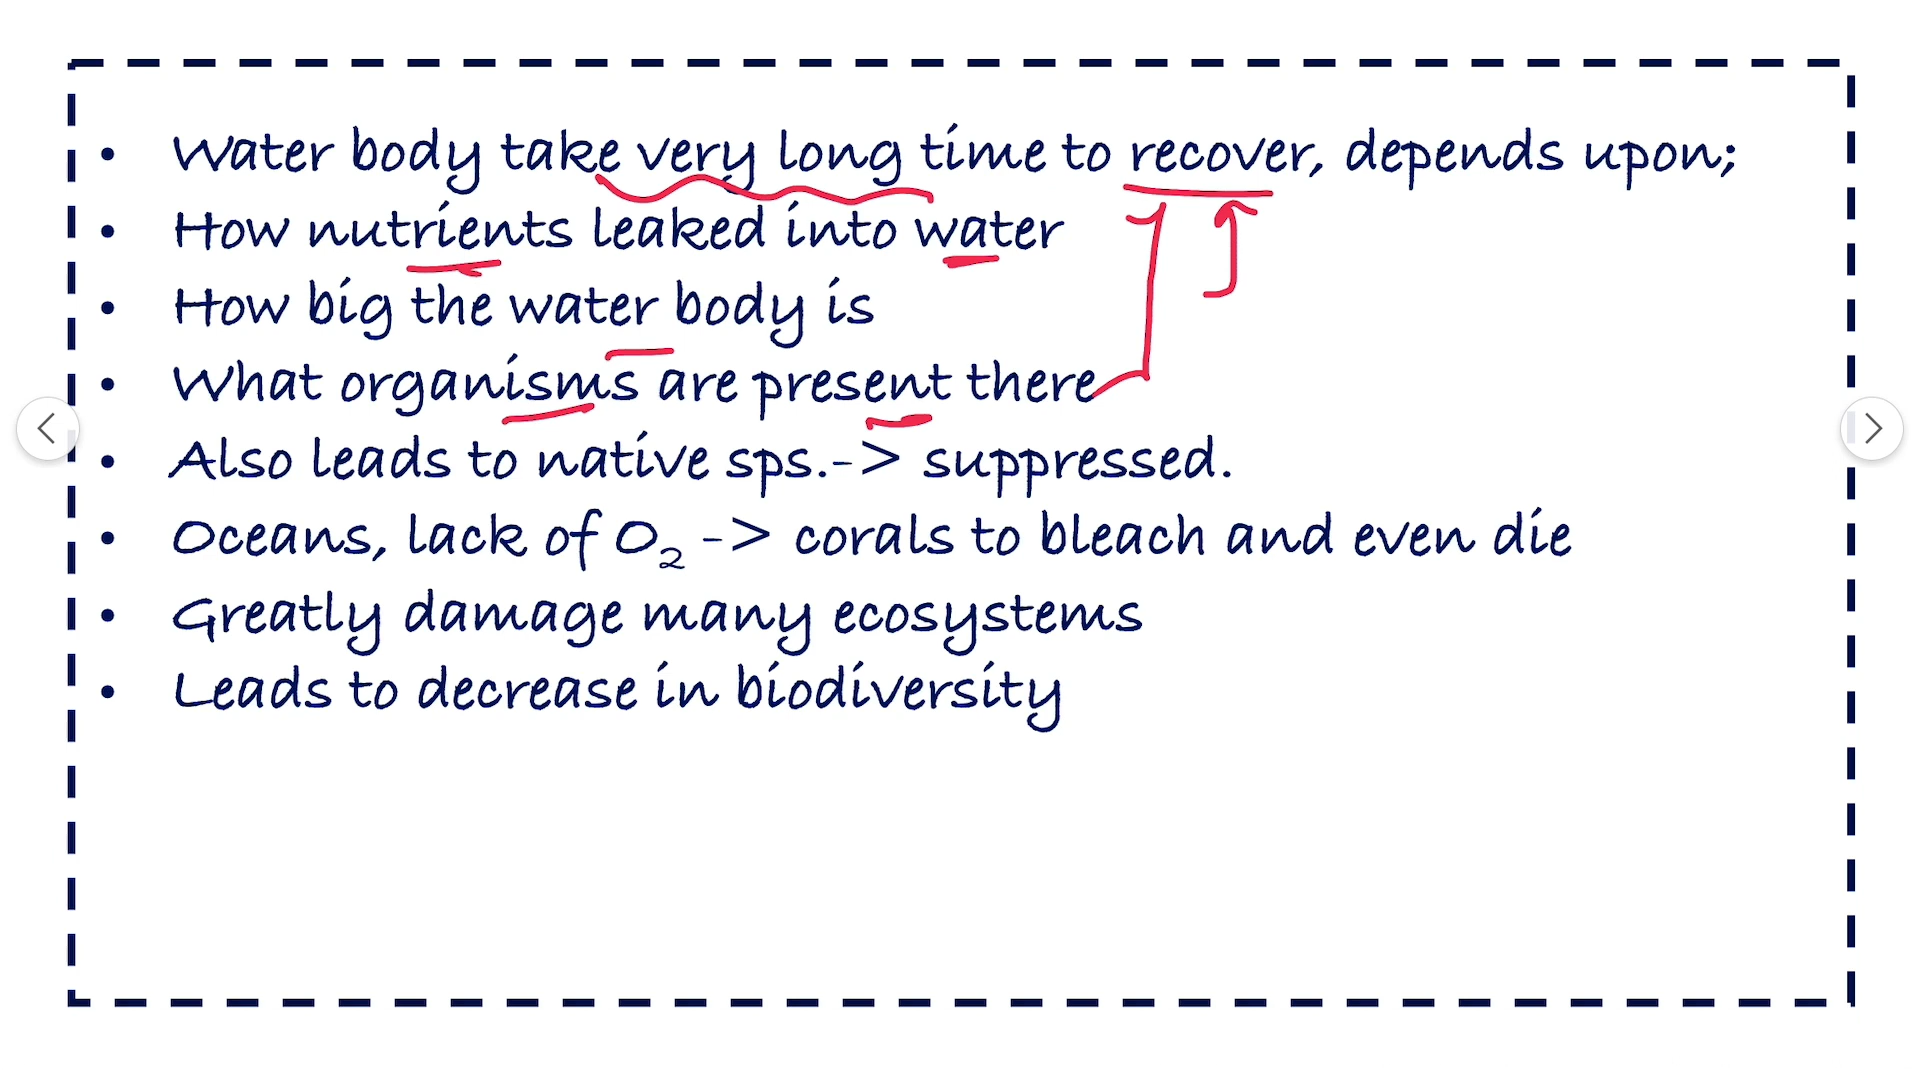 • Water body take very long time to recover, depends upon;
• How nutrients leaked into water
• How big the water body is
• What organisms are present there
• Also leads to native sps.-> suppressed.
• Oceans, lack of O₂ -> corals to bleach and even die
• Greatly damage many ecosystems
• Leads to decrease in biodiversity